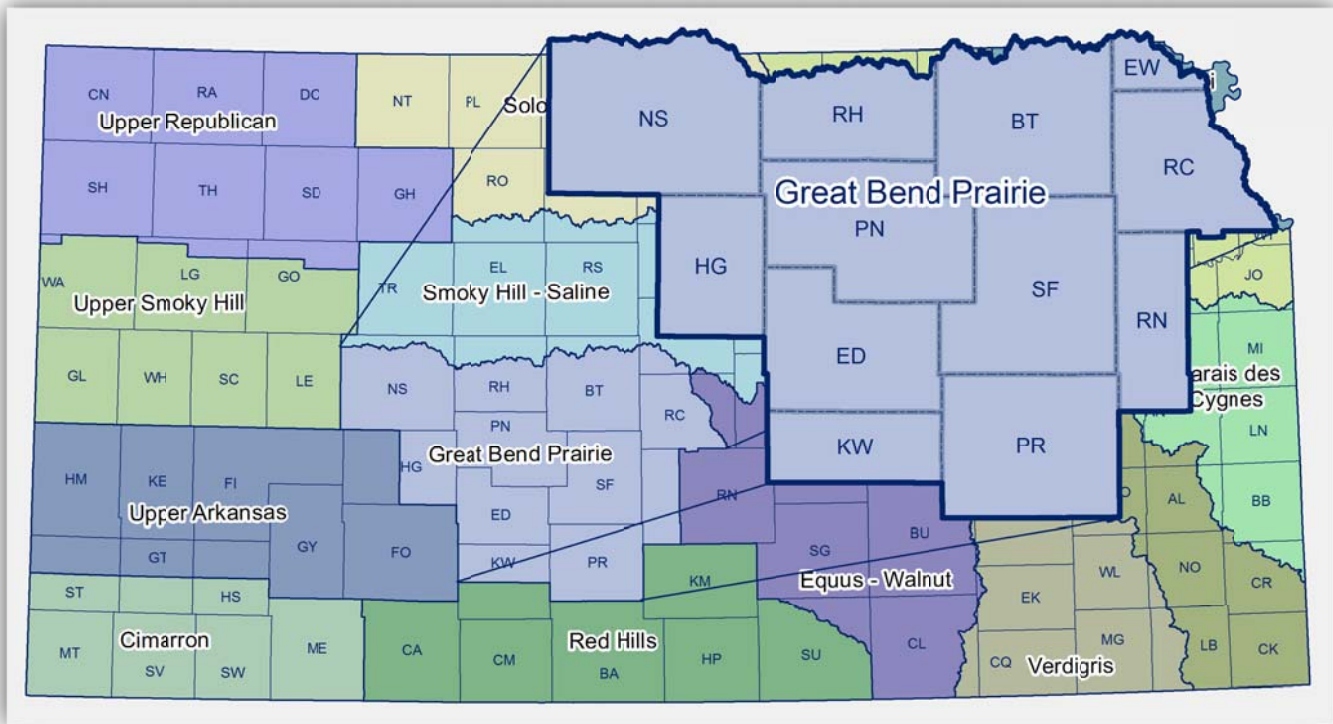 CN
RA
DC
NT
PL
Upper Republican
Solo
SH
TH
SD
GH
RO
WA
LG
GO
TR
EL
RS
Upper Smoky Hill
Smoky Hill - Saline
GL
WH
SC
LE
NS
RH
BT
RC
PN
HG
Great Bend Prairie
HM
KE
FI
SF
Upper Arkansas
ED
GT
GY
FO
KW
PR
ST
HS
Cimarron
MT
SV
SW
ME
CA
CM
Red Hills
BA
KM
HP
SU
RN
SG
BU
Equus - Walnut
CL
EK
WL
MG
CQ
Verdigris
AL
NO
CR
LB
CK
JO
MI
arais des
Cygnes
LN
BB
NS
RH
BT
EW
RC
Great Bend Prairie
HG
PN
SF
RN
ED
KW
PR